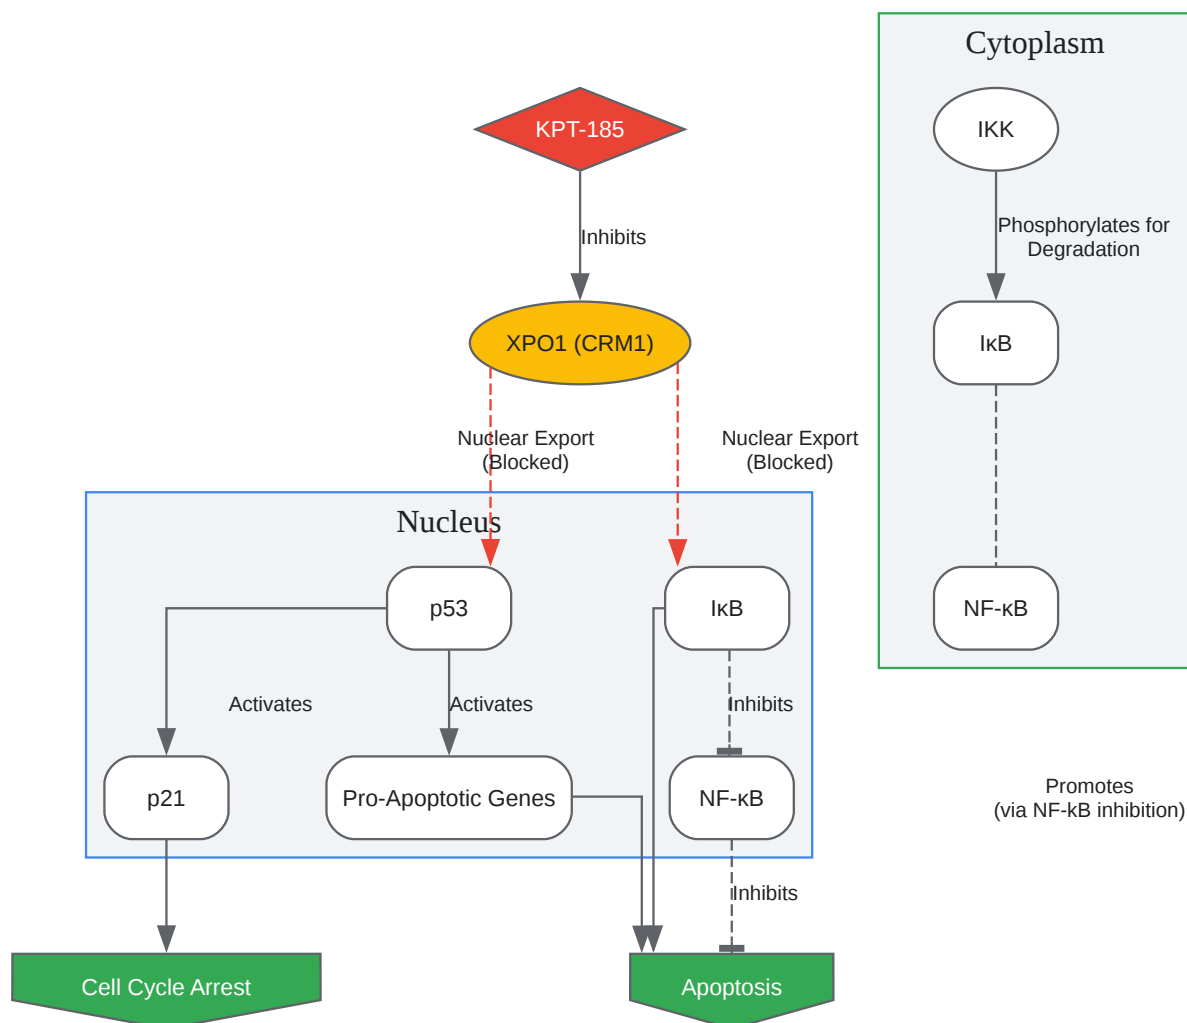 Cytoplasm
KPT-185
IKK
Inhibits
Phosphorylates for
Degradation
XPO1 (CRM1)
IκB
Nuclear Export
(Blocked)
Nuclear Export
(Blocked)
Nucleus
p53
IκB
NF-κB
Activates
Activates
Inhibits
p21
Pro-Apoptotic Genes
NF-κB
Promotes
(via NF-kB inhibition)
Inhibits
Cell Cycle Arrest
Apoptosis